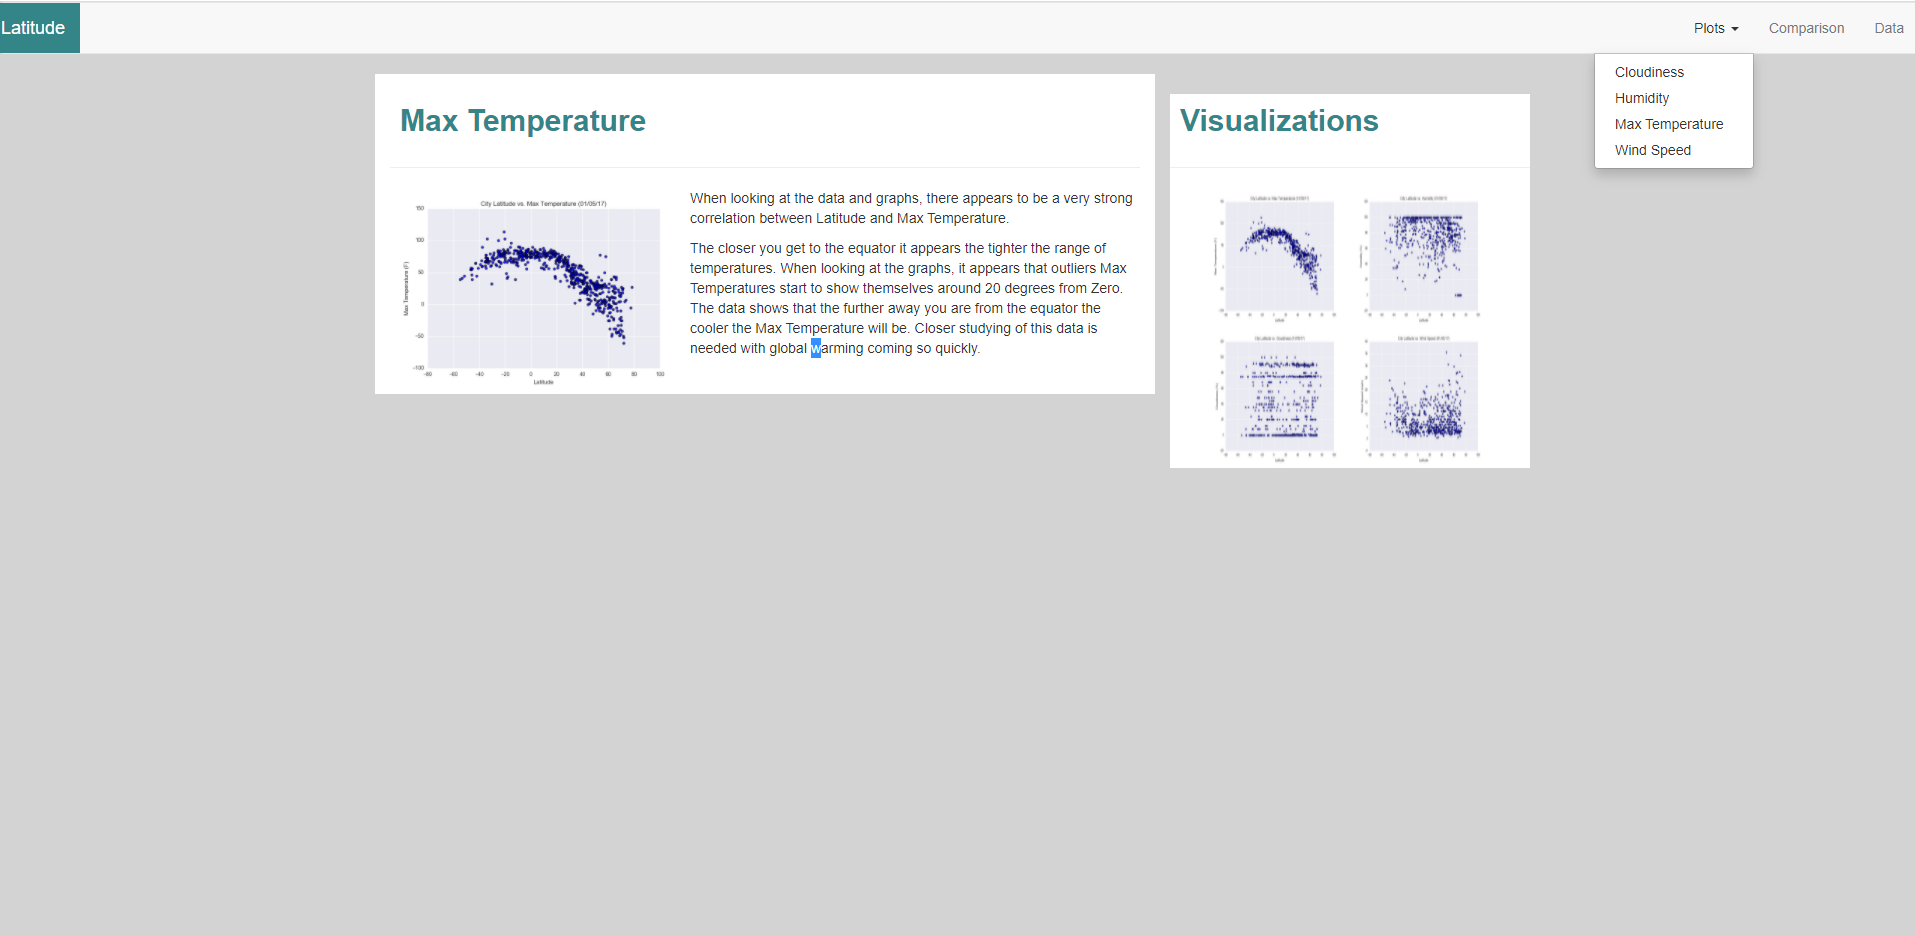 Latitude
Plots
Comparison
Data
Cloudiness
Humidity
Max Temperature
Wind Speed
Max Temperature
City Latitude vs. Max Temperature (01/05/17)
150
100
50
0
-50
-100
Max Temperature (F)
-80 -60 -40 -20 0 20 40 60 80 100
Latitude
When looking at the data and graphs, there appears to be a very strong
correlation between Latitude and Max Temperature.
The closer you get to the equator it appears the tighter the range of
temperatures. When looking at the graphs, it appears that outliers Max
Temperatures start to show themselves around 20 degrees from Zero.
The data shows that the further away you are from the equator the
cooler the Max Temperature will be. Closer studying of this data is
needed with global warming coming so quickly.
Visualizations